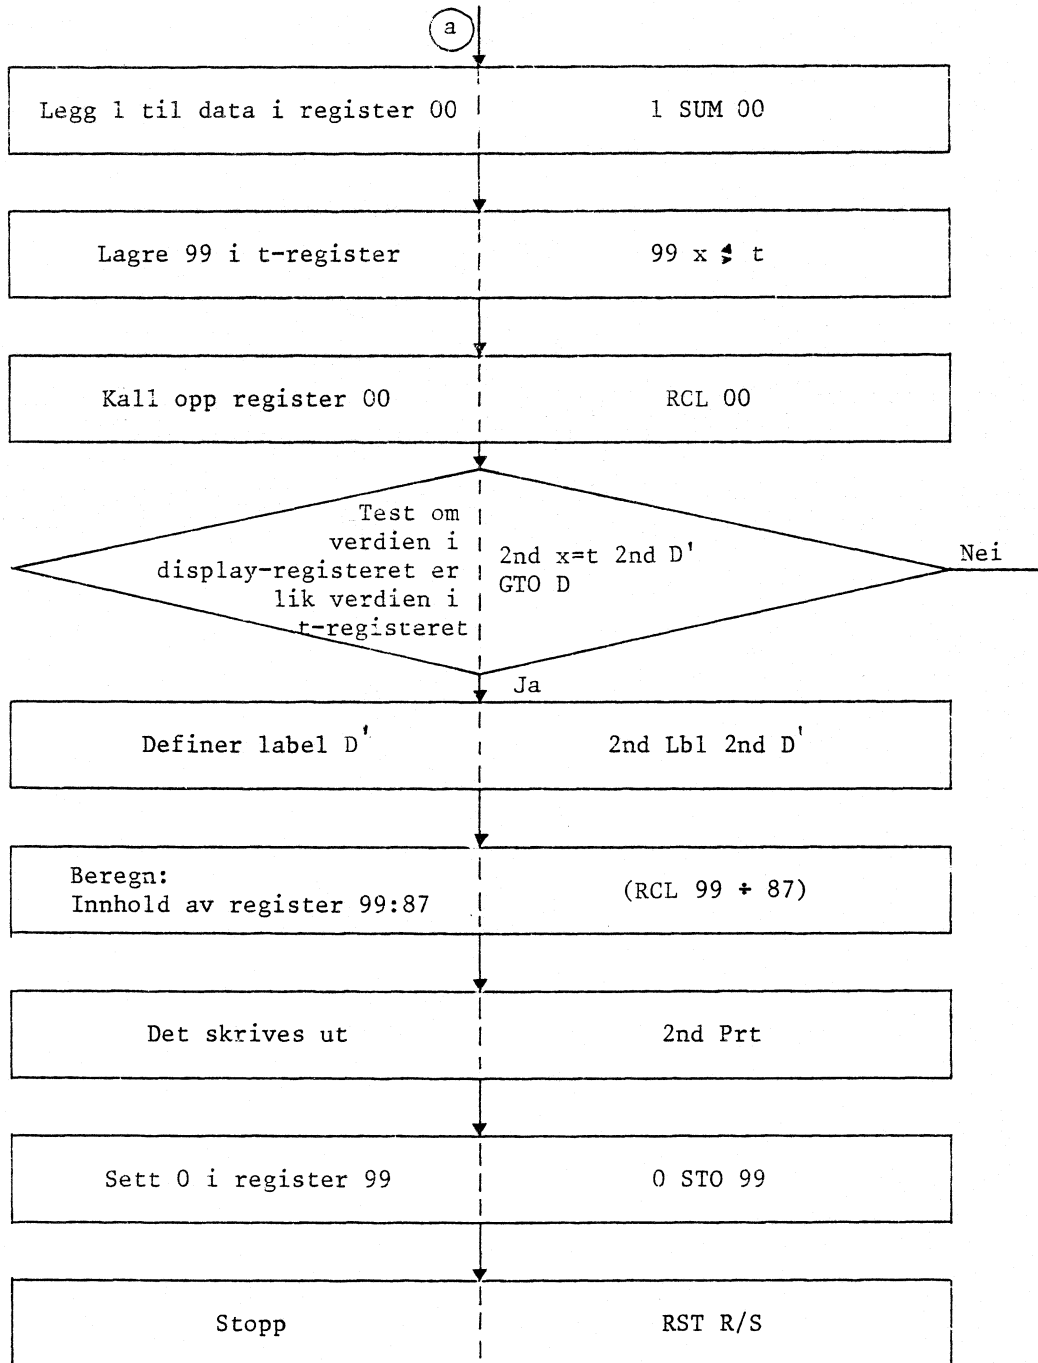 a
Legg 1 til data i register 00
1 SUM 00
Lagre 99 i t-register
99 x ⇄ t
Kall opp register 00
RCL 00
Test om
verdien i
display-registeret er
lik verdien i
t-registeret
2nd x=t 2nd D'
GTO D
Nei
Ja
Definer label D'
2nd Lbl 2nd D'
Beregn:
Innhold av register 99:87
(RCL 99 ÷ 87)
Det skrives ut
2nd Prt
Sett 0 i register 99
0 STO 99
Stopp
RST R/S